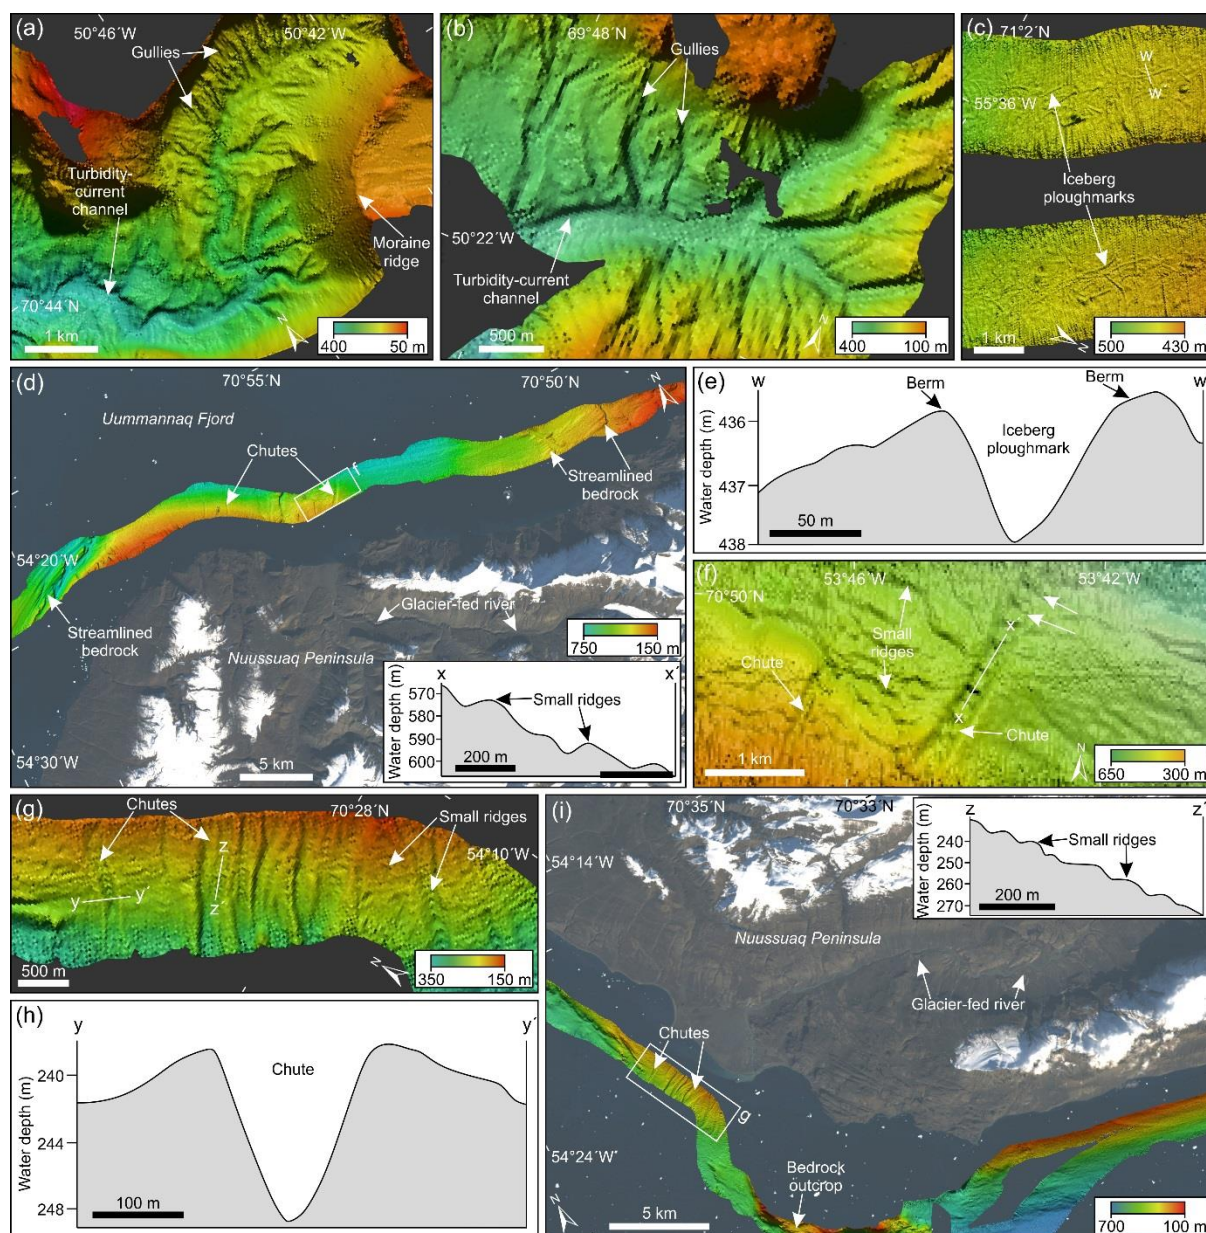 (a)
50°46´W
50°42´W
Gullies
Turbidity-
current
channel
Moraine
ridge
70°44´N
1 km
N
400 50 m
(b)
69°48´N
Gullies
50°22´W
Turbidity-current
channel
500 m
N
400 100 m
(c)
71°2´N
55°36´W
w
w´
Iceberg
ploughmarks
1 km
N
500 430 m
(d)
70°55´N
70°50´N
N
Uummannaq Fjord
Chutes
f
Streamlined
bedrock
54°20´W
Streamlined
bedrock
Glacier-fed river
Nuussuaq Peninsula
750 150 m
54°30´W
5 km
x x´
Water depth (m)
570
580
590
600
Small ridges
200 m
(e)
w w´
Berm
Berm
Iceberg
ploughmark
Water depth (m)
436
437
438
50 m
(f)
53°46´W
53°42´W
70°50´N
Small
ridges
Chute
x´
x
Chute
1 km
N
650 300 m
(g)
Chutes
70°28´N
Small ridges
54°10´W
z
z´
y y´
500 m
N
350 150 m
(h)
y y´
Chute
Water depth (m)
240
244
248
100 m
(i)
70°35´N
70°33´N
54°14´W
Nuussuaq Peninsula
Glacier-fed river
Chutes
g
54°24´W
Bedrock
outcrop
N
5 km
700 100 m
z z´
Water depth (m)
240
250
260
270
Small ridges
200 m